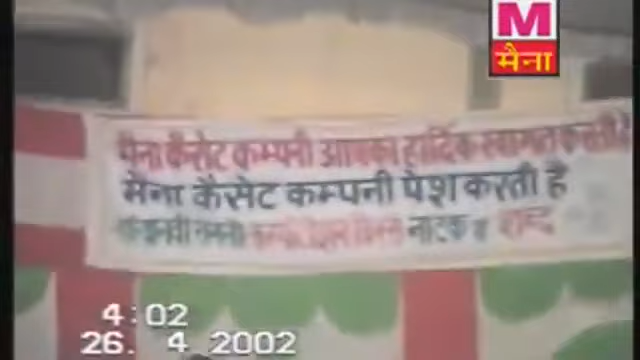 M
मैना
मैना कैसेट कम्पनी आपका हार्दिक स्वागत करती है
मैना कैसेट कम्पनी पेश करती है
नाटक व
4:02
26. 4 2002